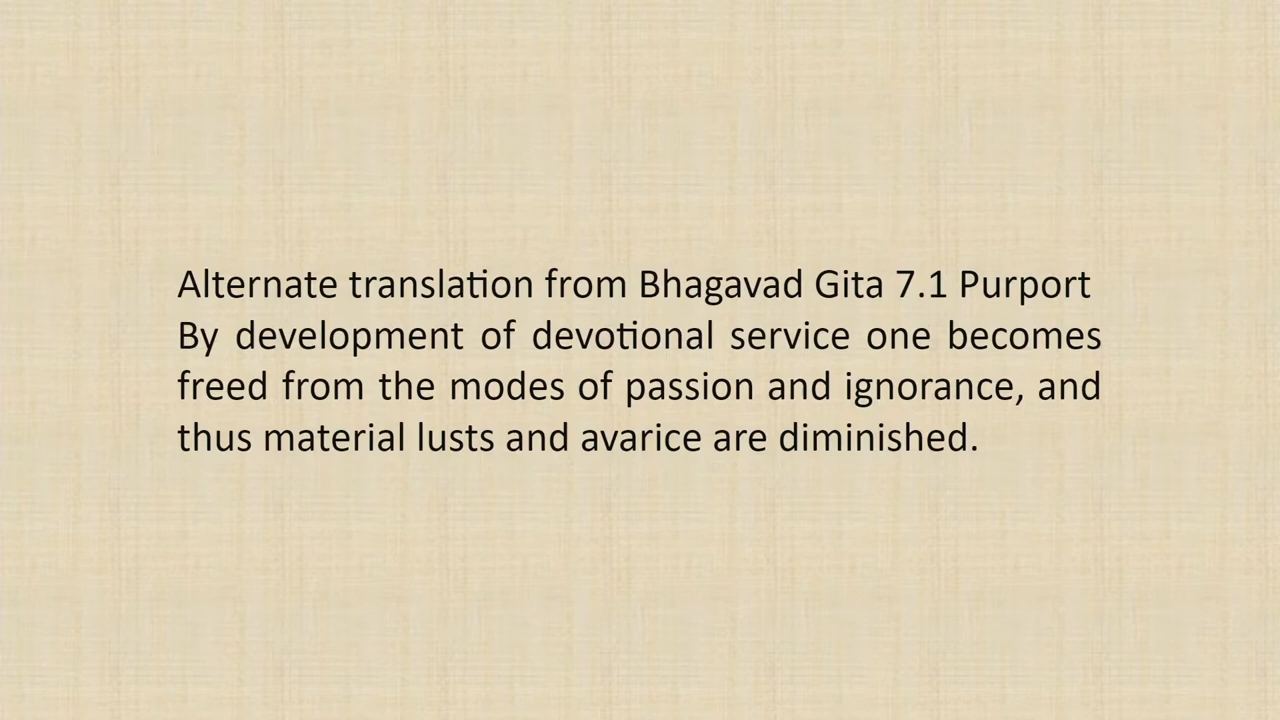 Alternate translation from Bhagavad Gita 7.1 Purport
By development of devotional service one becomes
freed from the modes of passion and ignorance, and
thus material lusts and avarice are diminished.